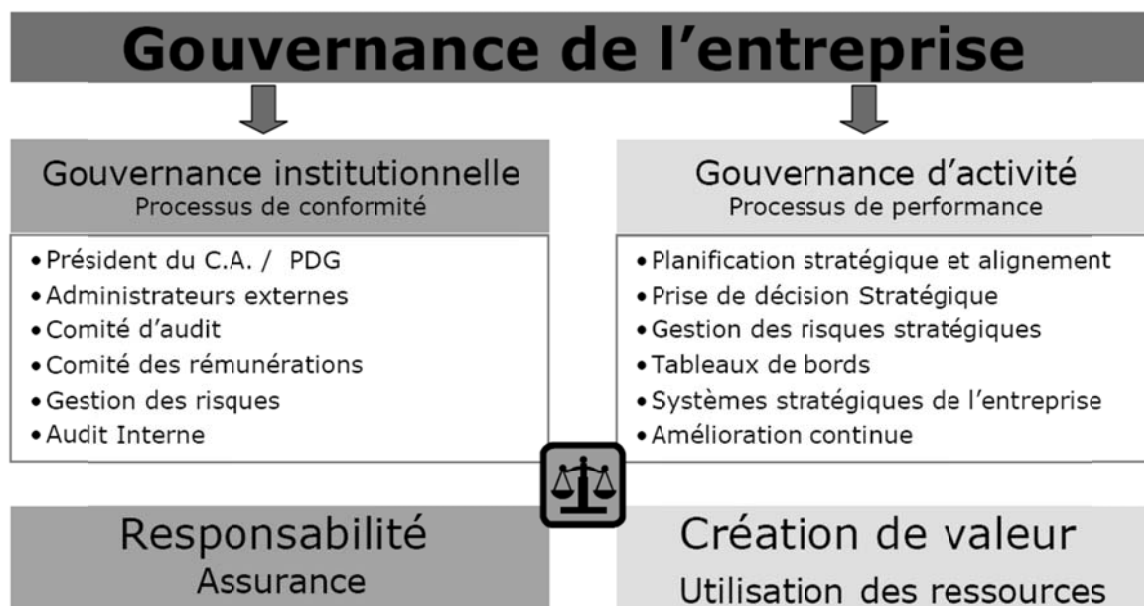 Gouvernance de l’entreprise
Gouvernance institutionnelle
Processus de conformité
• Président du C.A. / PDG
• Administrateurs externes
• Comité d’audit
• Comité des rémunérations
• Gestion des risques
• Audit Interne
Responsabilité
Assurance
Gouvernance d’activité
Processus de performance
• Planification stratégique et alignement
• Prise de décision Stratégique
• Gestion des risques stratégiques
• Tableaux de bords
• Systèmes stratégiques de l’entreprise
• Amélioration continue
Création de valeur
Utilisation des ressources